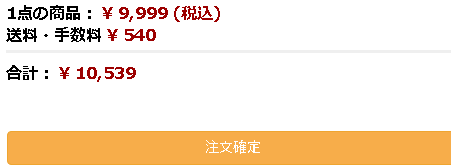 1点の商品： ¥ 9,999 (税込)
送料・手数料 ¥ 540
合計： ¥ 10,539
注文確定